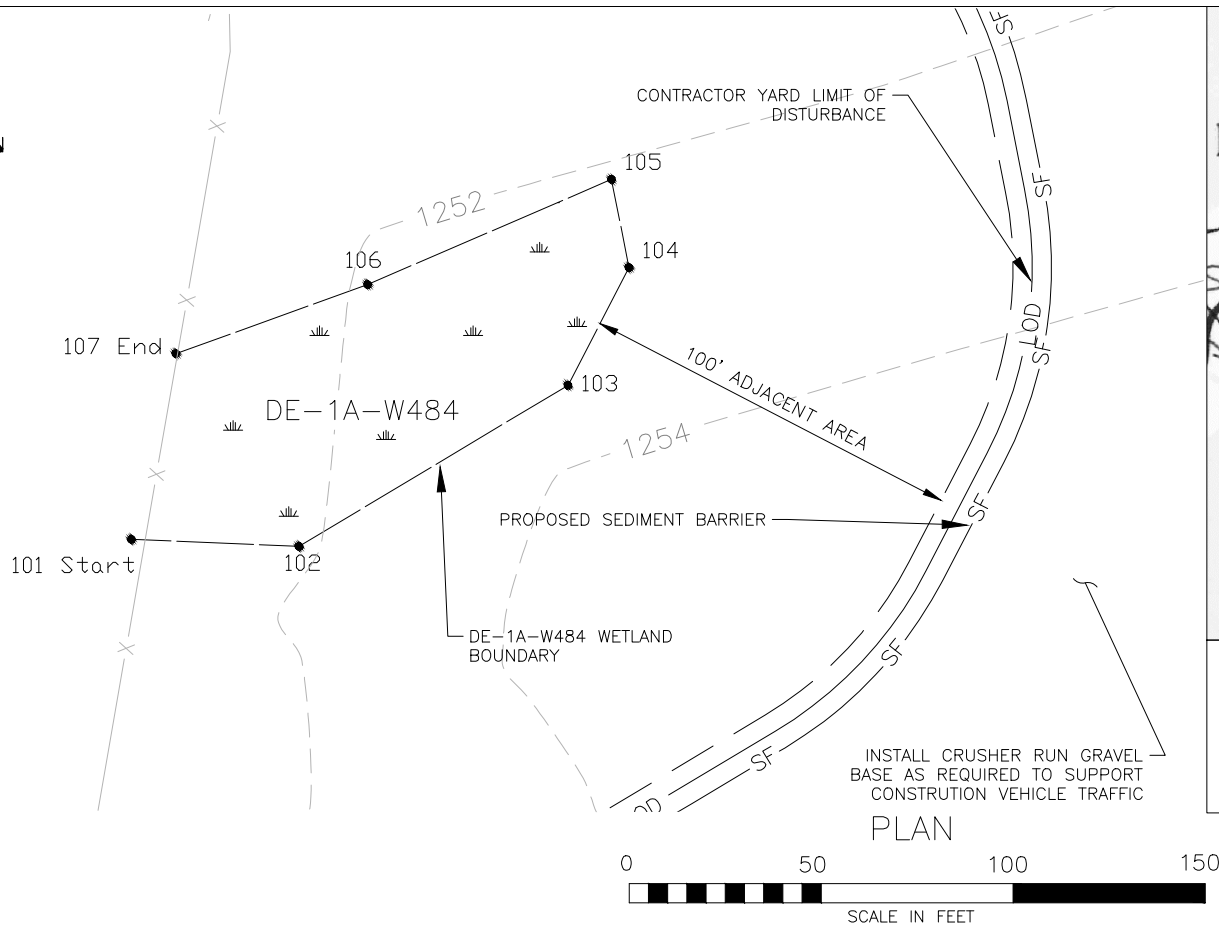 SF
CONTRACTOR YARD LIMIT OF
DISTURBANCE
105
SF
1252
104
106
107 End
LOD
SF
100' ADJACENT AREA
103
DE-1A-W484
1254
SF
PROPOSED SEDIMENT BARRIER
101 Start
102
DE-1A-W484 WETLAND
BOUNDARY
SF
SF
INSTALL CRUSHER RUN GRAVEL
BASE AS REQUIRED TO SUPPORT
CONSTRUTION VEHICLE TRAFFIC
PLAN
0 50 100 150
SCALE IN FEET